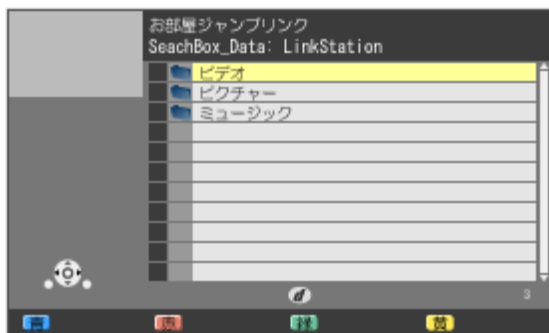 お部屋ジャンプリンク
SeachBox_Data: LinkStation
ビデオ
ピクチャー
ミュージック
d
3
青
赤
緑
黄